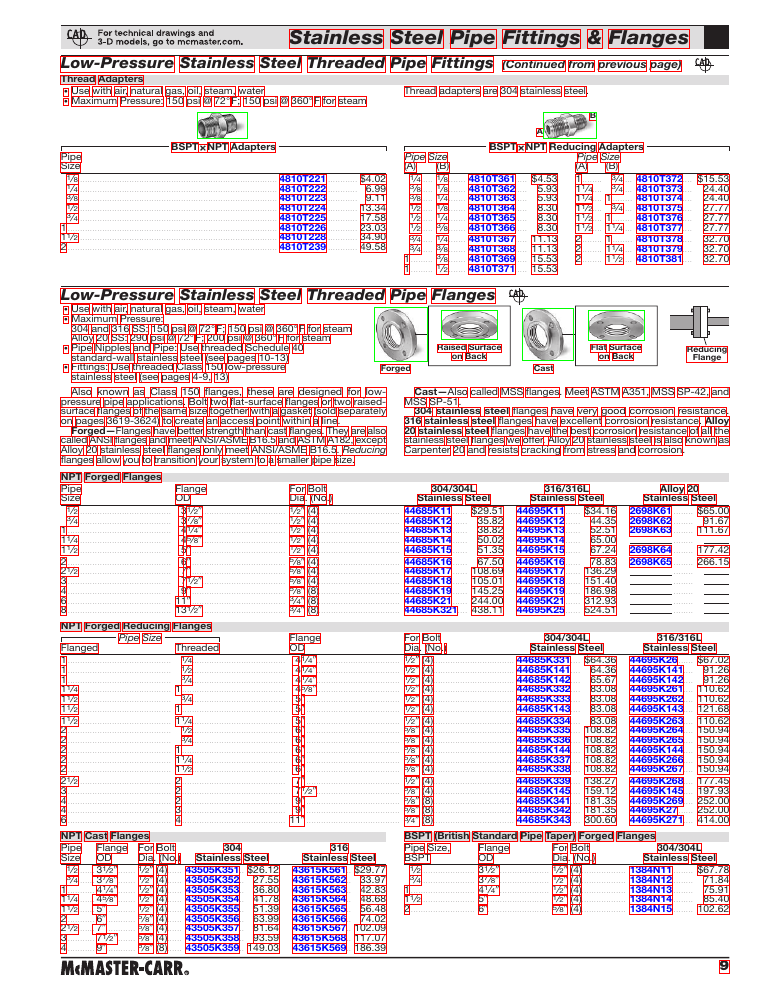 CAD
For technical drawings and
3-D models, go to mcmaster.com.
Stainless Steel Pipe Fittings & Flanges
Low-Pressure Stainless Steel Threaded Pipe Fittings (Continued from previous page) CAD
Thread Adapters
• Use with air, natural gas, oil, steam, water
• Maximum Pressure: 150 psi @ 72°F; 150 psi @ 360°F for steam
Thread adapters are 304 stainless steel.
BSPT x NPT Adapters
Pipe
Size
1/8 4810T221 $4.02
1/4 4810T222 6.99
3/8 4810T223 9.11
1/2 4810T224 13.34
3/4 4810T225 17.58
1 4810T226 23.03
1 1/2 4810T228 34.90
2 4810T239 49.58
A B
BSPT x NPT Reducing Adapters
Pipe Size Pipe Size
(A) (B) (A) (B)
1/4 1/8 4810T361 $4.53 1 3/4 4810T372 $15.53
3/8 1/8 4810T362 5.93 1 1/4 3/4 4810T373 24.40
3/8 1/4 4810T363 5.93 1 1/4 1 4810T374 24.40
1/2 1/4 4810T364 8.30 1 1/2 3/4 4810T375 27.77
1/2 3/8 4810T365 8.30 1 1/2 1 4810T376 27.77
1/2 3/8 4810T366 8.30 1 1/2 1 1/4 4810T377 27.77
3/4 1/4 4810T367 11.13 2 1 4810T378 32.70
3/4 1/2 4810T368 11.13 2 1 1/4 4810T379 32.70
1 1/2 4810T369 15.53 2 1 1/2 4810T381 32.70
1 1/2 4810T371 15.53
Low-Pressure Stainless Steel Threaded Pipe Flanges CAD
• Use with air, natural gas, oil, steam, water
• Maximum Pressure:
304 and 316 SS: 150 psi @ 72°F; 150 psi @ 360°F for steam
Alloy 20 SS: 290 psi @ 72°F; 200 psi @ 360°F for steam
• Pipe Nipples and Pipe: Use threaded Schedule 40
standard-wall stainless steel (see pages 10-13)
• Fittings: Use threaded Class 150 low-pressure
stainless steel (see pages 4-9, 13)
Forged
Raised Surface
on Back
Cast
Flat Surface
on Back
Reducing
Flange
Also known as Class 150 flanges, these are designed for low-
pressure pipe applications. Bolt two flat-surface flanges or two raised-
surface flanges of the same size together with a gasket (sold separately
on pages 3619-3624) to create an access point within a line.
Forged—Flanges have better strength than cast flanges. They are also
called ANSI flanges and meet ANSI/ASME B16.5 and ASTM A182, except
Alloy 20 stainless steel flanges only meet ANSI/ASME B16.5. Reducing
flanges allow you to transition your system to a smaller pipe size.
Cast—Also called MSS flanges. Meet ASTM A351, MSS SP-42, and
MSS SP-51.
304 stainless steel flanges have very good corrosion resistance.
316 stainless steel flanges have excellent corrosion resistance. Alloy
20 stainless steel flanges have the best corrosion resistance of all the
stainless steel flanges we offer. Alloy 20 stainless steel is also known as
Carpenter 20 and resists cracking from stress and corrosion.
NPT Forged Flanges
Pipe Flange For Bolt 304/304L 316/316L Alloy 20
Size OD Dia. (No.) Stainless Steel Stainless Steel Stainless Steel
1/2 3 1/2" 1/2" (4) 44685K11 $29.51 44695K11 $34.16 2698K61 $65.00
3/4 3 7/8" 1/2" (4) 44685K12 35.82 44695K12 44.35 2698K62 91.67
1 4 1/4" 1/2" (4) 44685K13 38.82 44695K13 52.51 2698K63 111.67
1 1/4 4 5/8" 1/2" (4) 44685K14 50.02 44695K14 65.00
1 1/2 5" 1/2" (4) 44685K15 51.35 44695K15 67.24 2698K64 177.42
2 6" 5/8" (4) 44685K16 67.50 44695K16 78.83 2698K65 266.15
2 1/2 7" 5/8" (4) 44685K17 108.69 44695K17 136.29
3 7 1/2" 5/8" (4) 44685K18 105.01 44695K18 151.40
4 9" 5/8" (8) 44685K19 145.25 44695K19 186.98
6 11" 3/4" (8) 44685K21 244.00 44695K21 312.93
8 13 1/2" 3/4" (8) 44685K321 438.11 44695K25 524.51
NPT Forged Reducing Flanges
Pipe Size Flange For Bolt 304/304L 316/316L
Flanged Threaded OD Dia. (No.) Stainless Steel Stainless Steel
1 1/4 4 1/4" 1/2" (4) 44685K331 $64.36 44695K26 $67.02
1 1/2 4 1/4" 1/2" (4) 44685K141 64.36 44695K141 91.26
1 3/4 4 1/4" 1/2" (4) 44685K142 65.67 44695K142 91.26
1 1/4 1 4 5/8" 1/2" (4) 44685K332 83.08 44695K261 110.62
1 1/2 3/4 5" 1/2" (4) 44685K333 83.08 44695K262 110.62
1 1/2 1 5" 1/2" (4) 44685K143 83.08 44695K143 121.68
1 1/2 1 1/4 5" 1/2" (4) 44685K334 83.08 44695K263 110.62
2 1/2 6" 5/8" (4) 44685K335 108.82 44695K264 150.94
2 3/4 6" 5/8" (4) 44685K336 108.82 44695K265 150.94
2 1 6" 5/8" (4) 44685K144 108.82 44695K144 150.94
2 1 1/4 6" 5/8" (4) 44685K337 108.82 44695K266 150.94
2 1 1/2 6" 5/8" (4) 44685K338 108.82 44695K267 150.94
2 1/2 2 7" 5/8" (4) 44685K339 138.27 44695K268 177.45
3 2 7 1/2" 5/8" (4) 44685K145 159.12 44695K145 197.93
4 2 9" 5/8" (8) 44685K341 181.35 44695K269 252.00
4 3 9" 5/8" (8) 44685K342 181.35 44695K27 252.00
6 4 11" 3/4" (8) 44685K343 300.60 44695K271 414.00
NPT Cast Flanges
Pipe Flange For Bolt 304 316
Size OD Dia. (No.) Stainless Steel Stainless Steel
1/2 3 1/2" 1/2" (4) 43505K351 $26.12 43615K561 $29.77
3/4 3 7/8" 1/2" (4) 43505K352 27.55 43615K562 33.97
1 4 1/4" 1/2" (4) 43505K353 36.80 43615K563 42.83
1 1/4 4 5/8" 1/2" (4) 43505K354 41.78 43615K564 48.68
1 1/2 5" 1/2" (4) 43505K355 51.39 43615K565 56.48
2 6" 5/8" (4) 43505K356 63.99 43615K566 74.02
2 1/2 7" 5/8" (4) 43505K357 81.64 43615K567 102.09
3 7 1/2" 5/8" (4) 43505K358 93.59 43615K568 117.07
4 9" 5/8" (8) 43505K359 149.03 43615K569 186.39
BSPT (British Standard Pipe Taper) Forged Flanges
Pipe Size, Flange For Bolt 304/304L
BSPT OD Dia. (No.) Stainless Steel
1/2 3 1/2" 1/2" (4) 1384N11 $67.78
3/4 3 7/8" 1/2" (4) 1384N12 71.84
1 4 1/4" 1/2" (4) 1384N13 75.91
1 1/2 5" 1/2" (4) 1384N14 85.40
2 6" 5/8" (4) 1384N15 102.62
McMASTER-CARR®
9